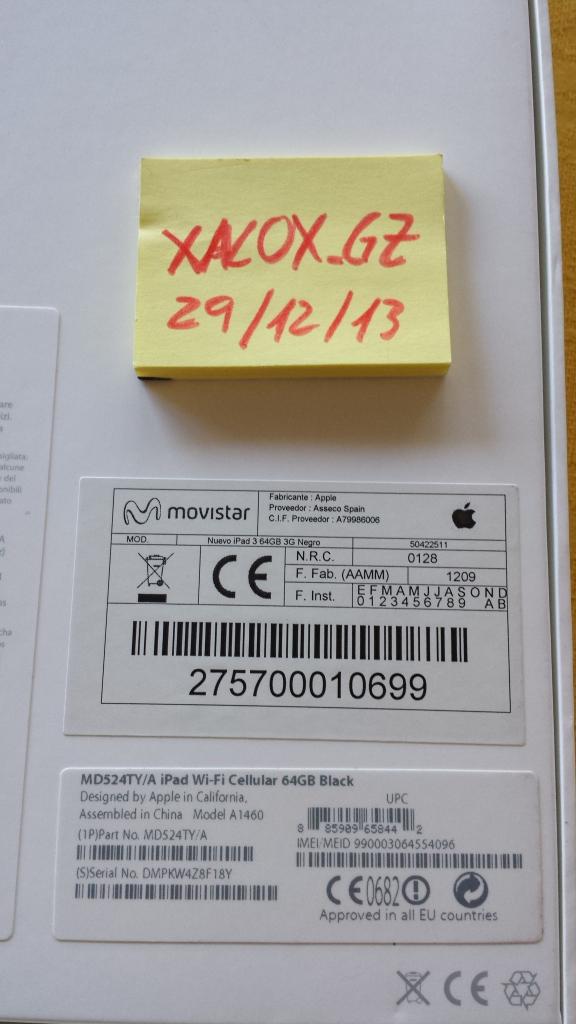 XALOX_GZ
29/12/13
are
alcune
del
ato
movistar
Fabricante : Apple
Proveedor : Asseco Spain
C.I.F. Proveedor : A79986006
MOD. Nuevo iPad 3 64GB 3G Negro 50422511
CE
N.R.C. 0128
F. Fab. (AAMM) 1209
F. Inst. E F M A M J J A S O N D
0 1 2 3 4 5 6 7 8 9 A B
275700010699
MD524TY/A iPad Wi-Fi Cellular 64GB Black
Designed by Apple in California,
Assembled in China Model A1460
UPC
(1P)Part No. MD524TY/A
8 85909 65844 2
IMEI/MEID 990003064554096
(S)Serial No. DMPKW4Z8F18Y
CE0682
Approved in all EU countries
CE